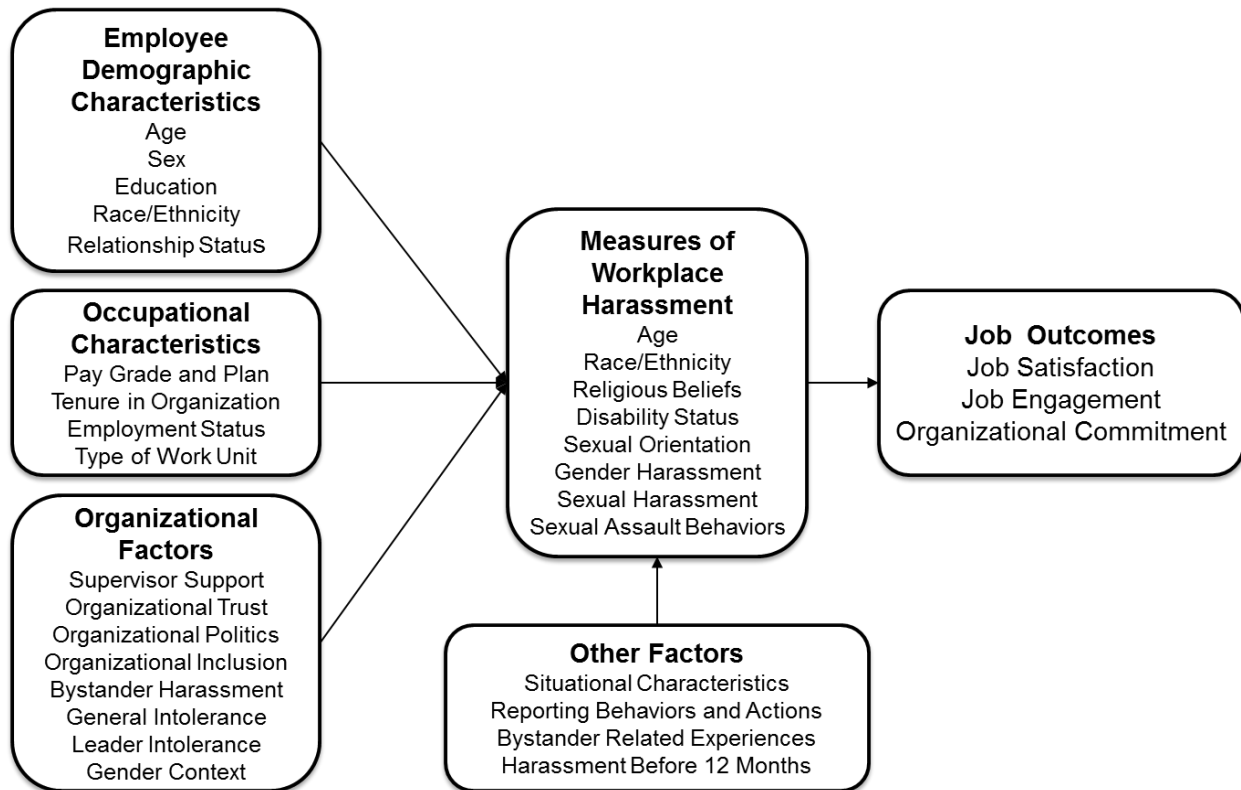 Employee
Demographic
Characteristics
Age
Sex
Education
Race/Ethnicity
Relationship Status
Occupational
Characteristics
Pay Grade and Plan
Tenure in Organization
Employment Status
Type of Work Unit
Organizational
Factors
Supervisor Support
Organizational Trust
Organizational Politics
Organizational Inclusion
Bystander Harassment
General Intolerance
Leader Intolerance
Gender Context
Measures of
Workplace
Harassment
Age
Race/Ethnicity
Religious Beliefs
Disability Status
Sexual Orientation
Gender Harassment
Sexual Harassment
Sexual Assault Behaviors
Other Factors
Situational Characteristics
Reporting Behaviors and Actions
Bystander Related Experiences
Harassment Before 12 Months
Job Outcomes
Job Satisfaction
Job Engagement
Organizational Commitment